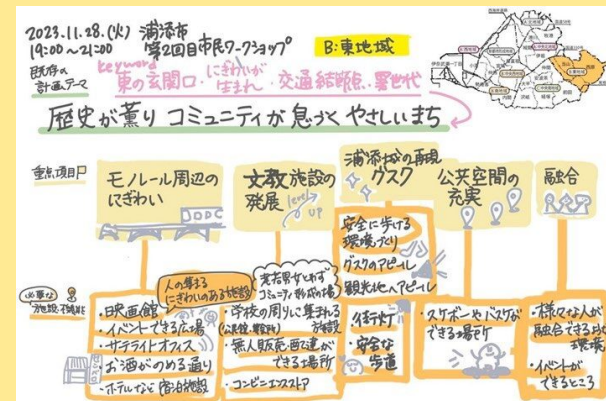 2023.11.28.(火) 浦添市
19:00〜21:00 第2回目市民ワークショップ
B:東地域
既存の
計画テーマ
keyword
東の玄関口・にぎわいが
生まれ・交通結節点・署世代
歴史が薫り コミュニティが息づく やさしいまち
重点項目
モノレール周辺の
にぎわい
文教施設の
発展
level
UP
浦添城の再現
グスク
公共空間の
充実
融合
安全に歩ける
環境づくり
グスクのアピール
観光地へアピール
必要な
施設・機能
人の集まる
にぎわいのある施設
・映画館
・イベントできる広場
・サテライトオフィス
・お酒がのめる通り
・ホテルなど宿泊施設
老若男女とわず
コミュニティ形成の場
・学校の周りに集まれる
施設
・無人販売・西工達が
できる場所
・コンビニエンスストア
・街灯
・安全な
歩道
・スケボーやバスケが
できる場所
・様々な人が
融合できる
環境
・イベントが
できるところ